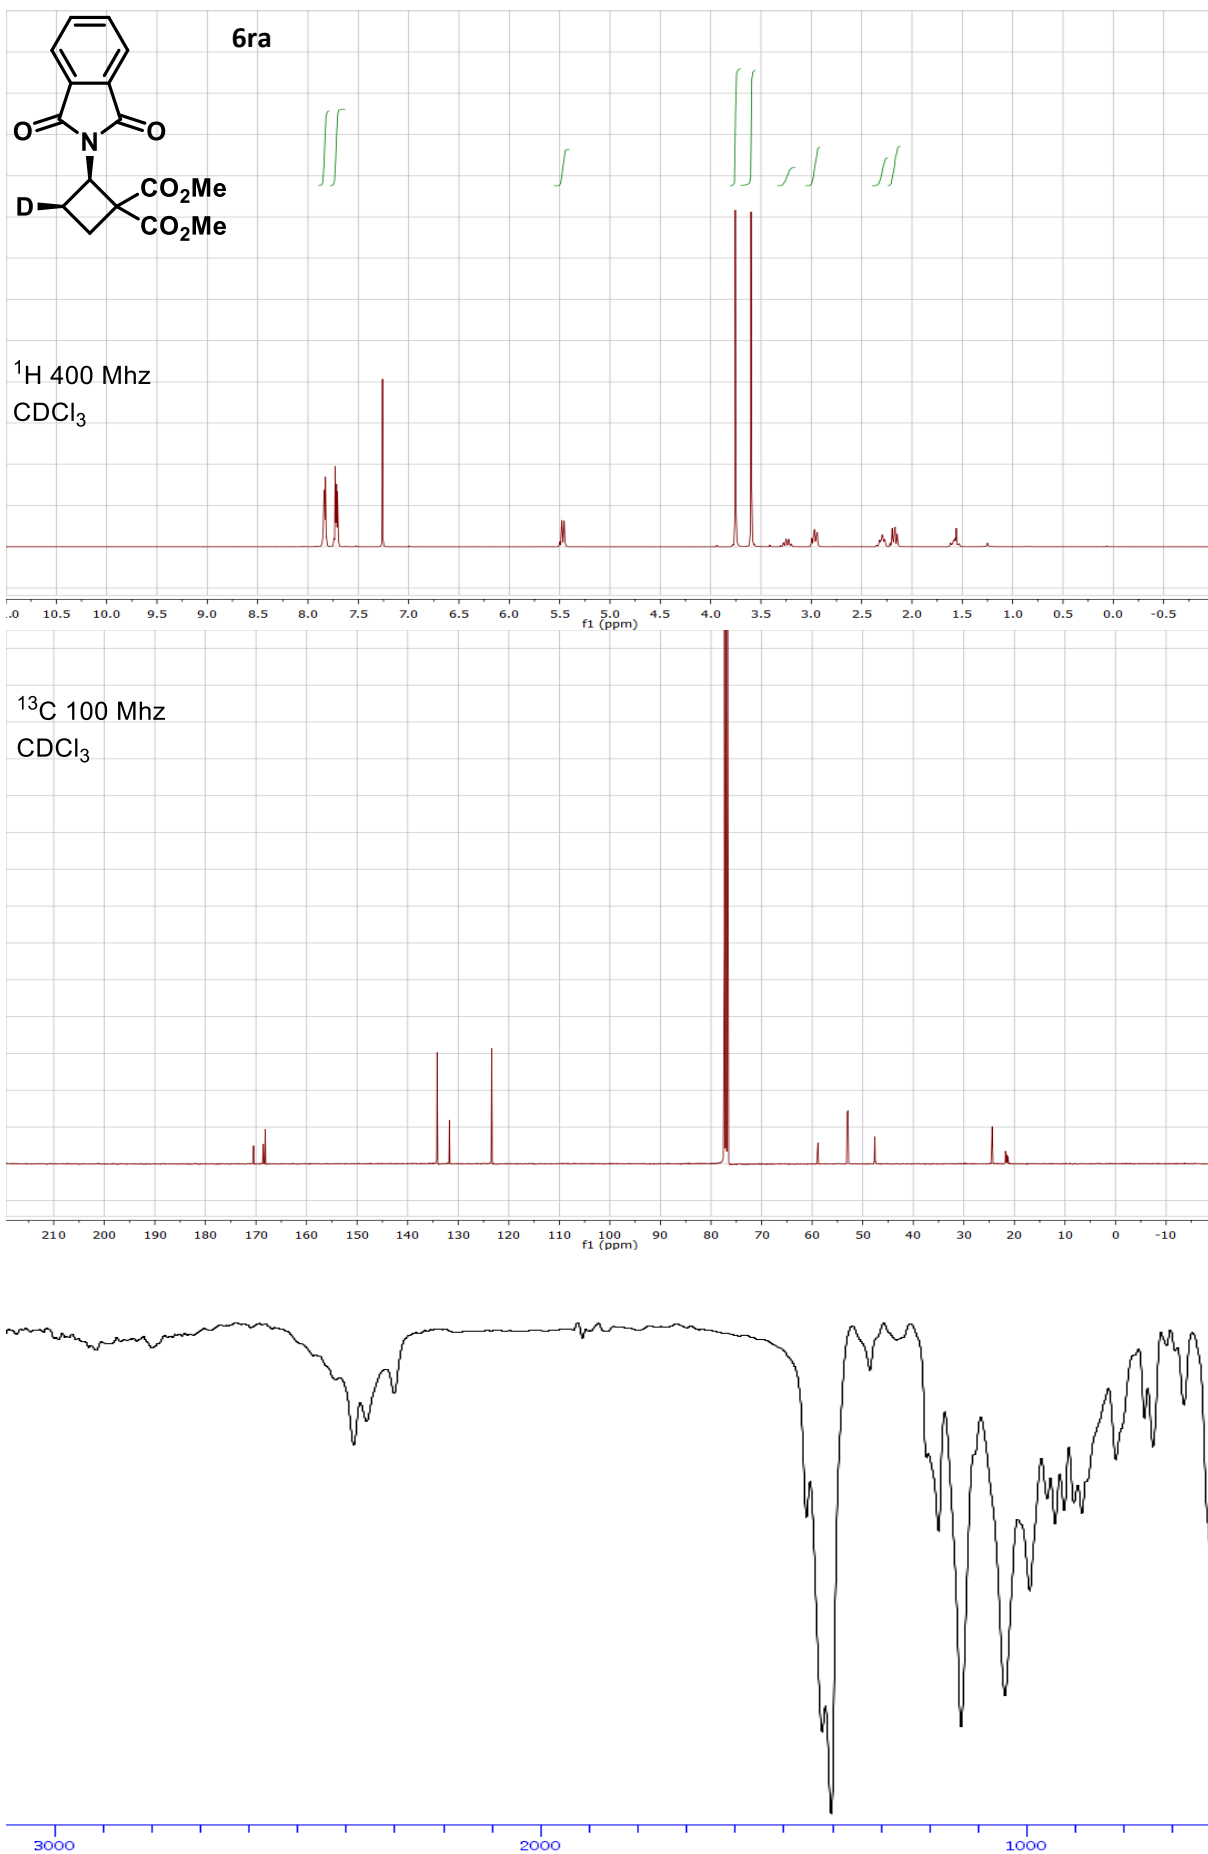 6ra
O
O
N
CO₂Me
D
CO₂Me
¹H 400 Mhz
CDCl₃
.0 10.5 10.0 9.5 9.0 8.5 8.0 7.5 7.0 6.5 6.0 5.5 5.0 4.5 4.0 3.5 3.0 2.5 2.0 1.5 1.0 0.5 0.0 -0.5
f1 (ppm)
¹³C 100 Mhz
CDCl₃
210 200 190 180 170 160 150 140 130 120 110 100 90 80 70 60 50 40 30 20 10 0 -10
f1 (ppm)
3000 2000 1000